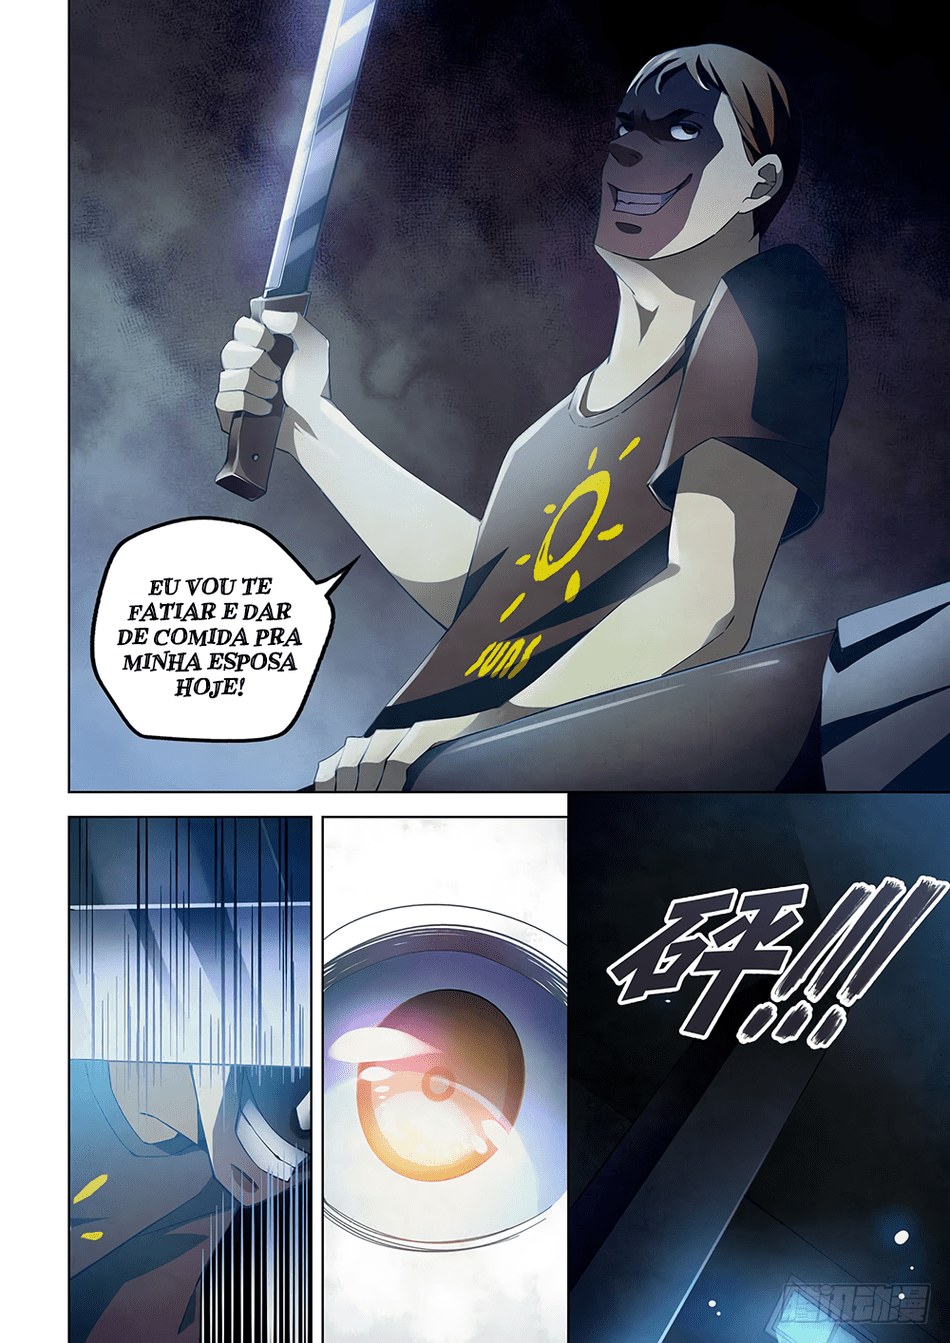 EU VOU TE
FATIAR E DAR
DE COMIDA PRA
MINHA ESPOSA
HOJE!
SUNS
砰!!!
腾讯动漫